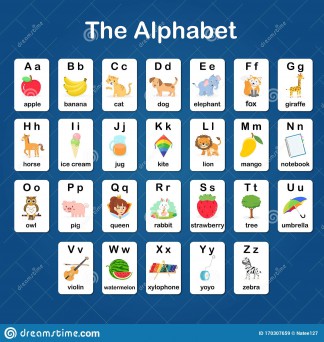 The Alphabet
A a B b C c D d E e F f G g
apple banana cat dog elephant fox giraffe
H h I i J j K k L l M m N n
horse ice cream jug kite lion mango notebook
O o P p Q q R r S s T t U u
owl pig queen rabbit strawberry tree umbrella
V v W w X x Y y Z z
violin watermelon xylophone yoyo zebra
dreamstime.com
ID 178307659 © Natee127